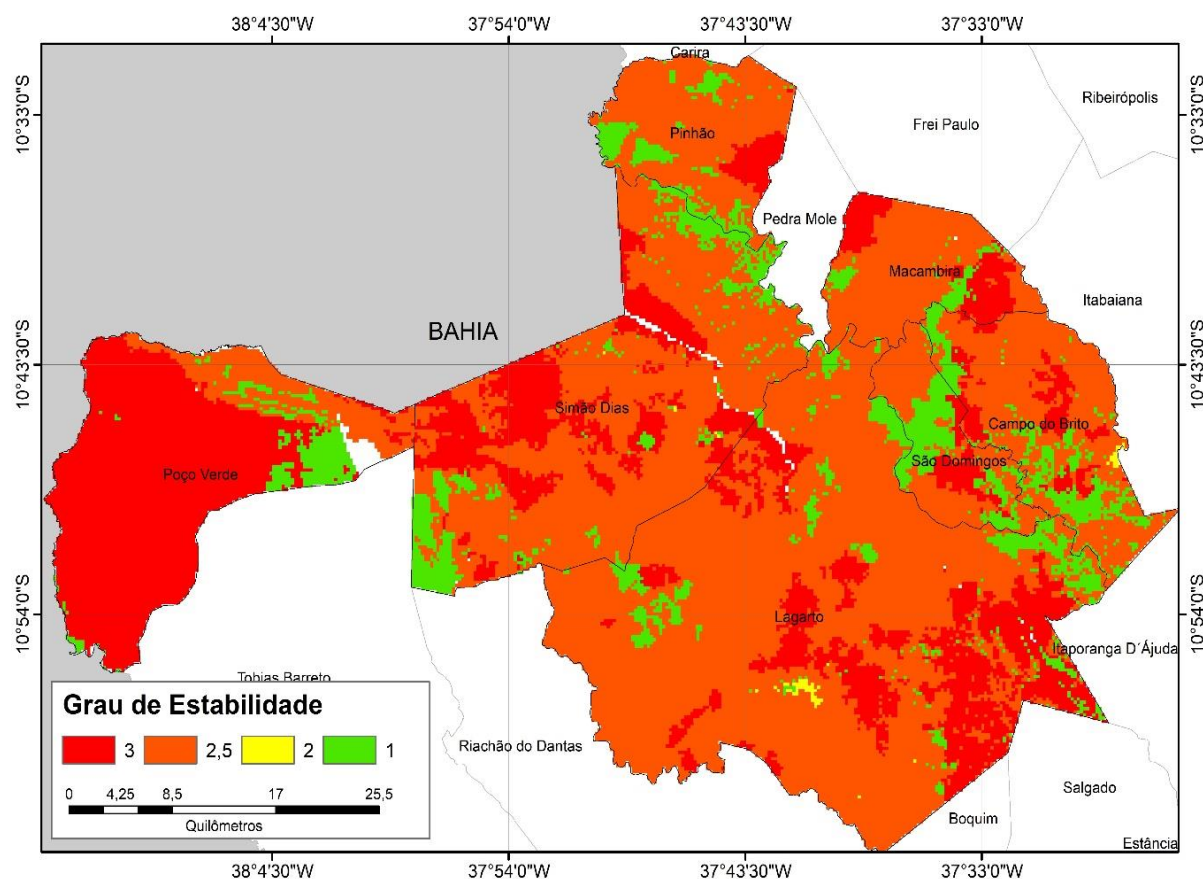 38°4'30"W 37°54'0"W 37°43'30"W 37°33'0"W
Carira
Ribeirópolis
10°33'0"S
10°33'0"S
Frei Paulo
Pinhão
Pedra Mole
Macambira
Itabaiana
BAHIA
10°43'30"S
10°43'30"S
Simão Dias
Campo do Brito
São Domingos
Poço Verde
10°54'0"S
10°54'0"S
Lagarto
Itaporanga D´Ájuda
Tobias Barreto
Grau de Estabilidade
3 2,5 2 1
Riachão do Dantas
0 4,25 8,5 17 25,5
Quilômetros
Salgado
Boquim
Estância
38°4'30"W 37°54'0"W 37°43'30"W 37°33'0"W